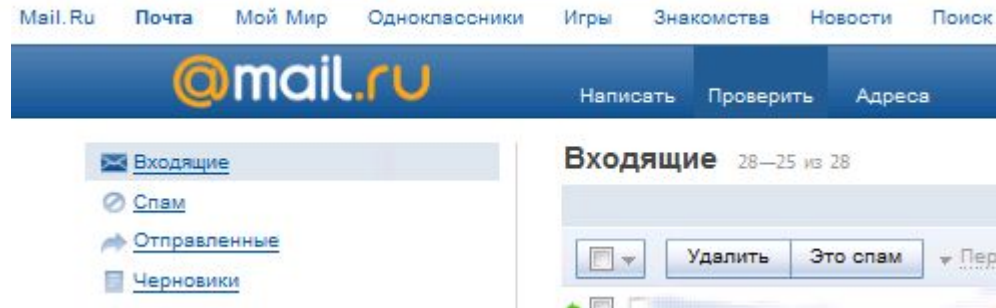 Mail.Ru Почта Мой Мир Одноклассники Игры Знакомства Новости Поиск
@mail.ru Написать Проверить Адреса
Входящие
Спам
Отправленные
Черновики
Входящие 28—25 из 28
Удалить Это спам